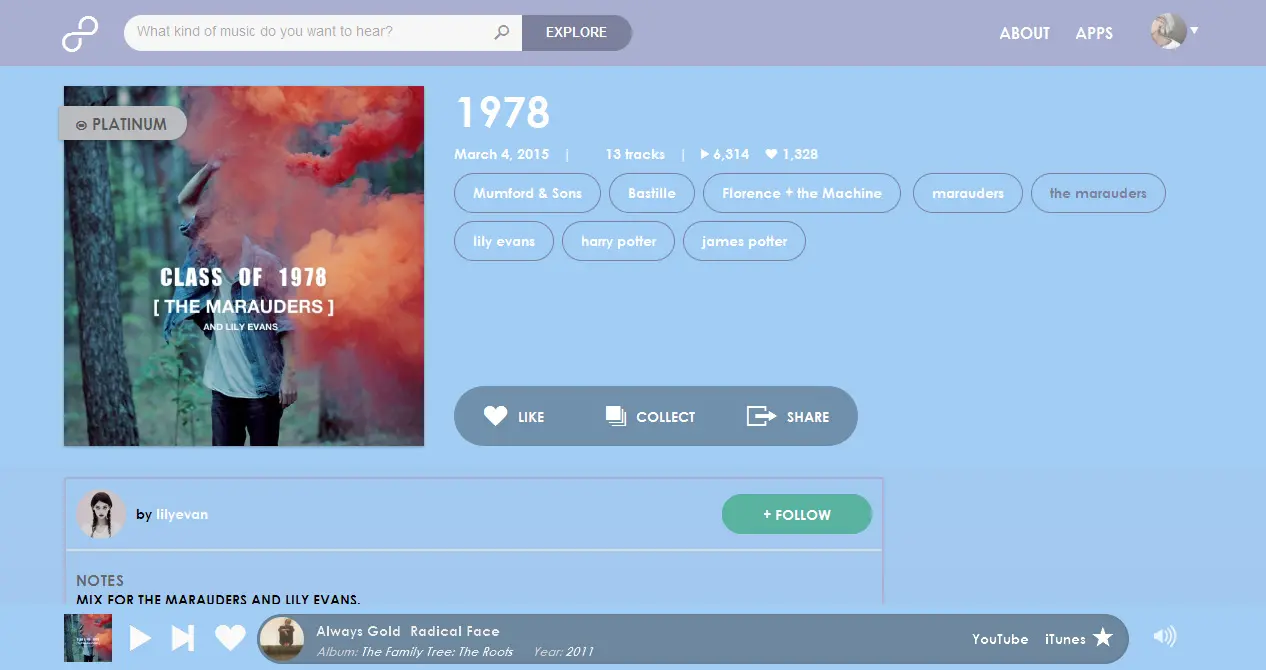 What kind of music do you want to hear?
EXPLORE
ABOUT APPS
PLATINUM
CLASS OF 1978
[ THE MARAUDERS ]
AND LILY EVANS
1978
March 4, 2015 | 13 tracks | 6,314 1,328
Mumford & Sons Bastille Florence + the Machine marauders the marauders
lily evans harry potter james potter
LIKE COLLECT SHARE
by lilyevan
+ FOLLOW
NOTES
MIX FOR THE MARAUDERS AND LILY EVANS.
Always Gold Radical Face
Album: The Family Tree: The Roots Year: 2011
YouTube iTunes